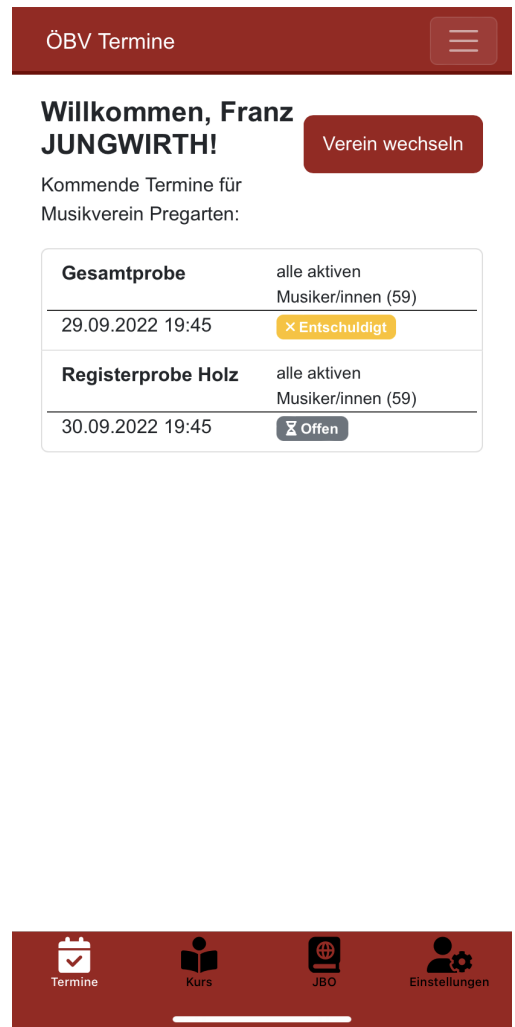 ÖBV Termine
Willkommen, Franz
JUNGWIRTH!
Verein wechseln
Kommende Termine für
Musikverein Pregarten:
Gesamtprobe
alle aktiven
Musiker/innen (59)
29.09.2022 19:45
Entschuldigt
Registerprobe Holz
alle aktiven
Musiker/innen (59)
30.09.2022 19:45
Offen
Termine
Kurs
JBO
Einstellungen